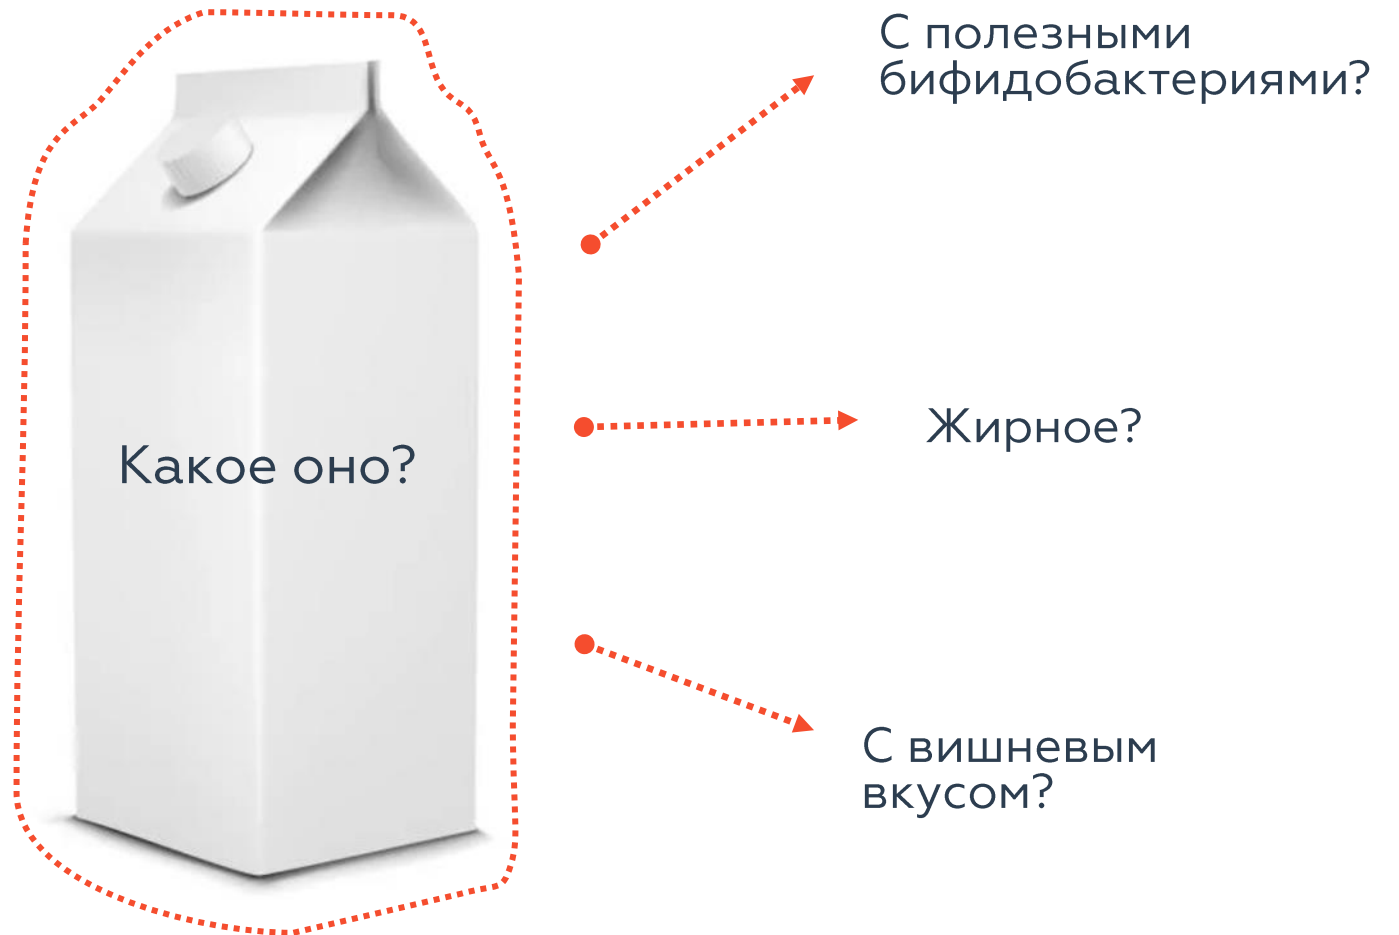 С полезными
бифидобактериями?
Какое оно?
Жирное?
С вишневым
вкусом?